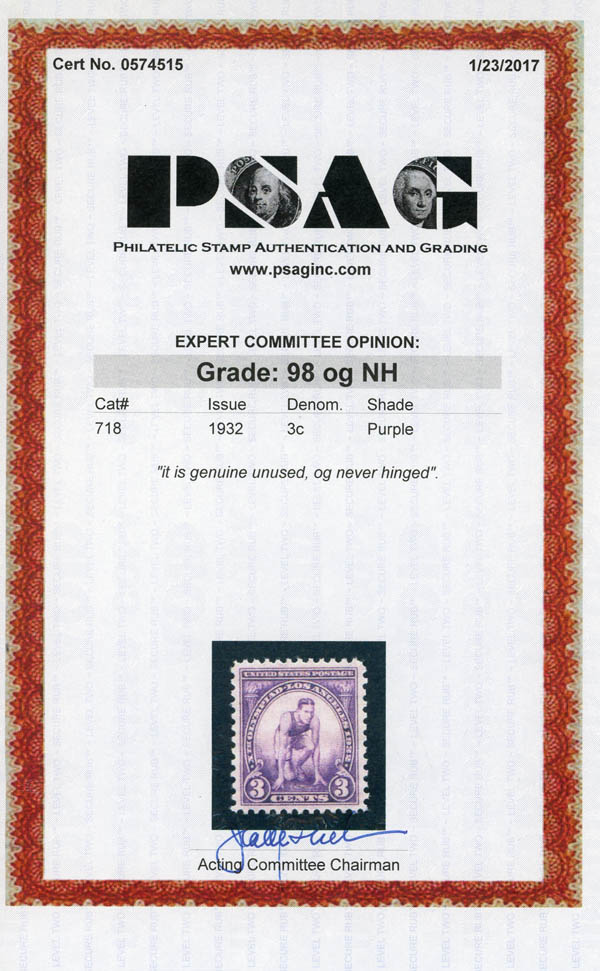 Cert No. 0574515 1/23/2017
PSAG
PHILATELIC STAMP AUTHENTICATION AND GRADING
www.psaginc.com
EXPERT COMMITTEE OPINION:
Grade: 98 og NH
Cat# Issue Denom. Shade
718 1932 3c Purple
"it is genuine unused, og never hinged".
UNITED STATES POSTAGE
X TH OLYMPIAD·LOS ANGELES 1932
3 CENTS 3
Acting Committee Chairman